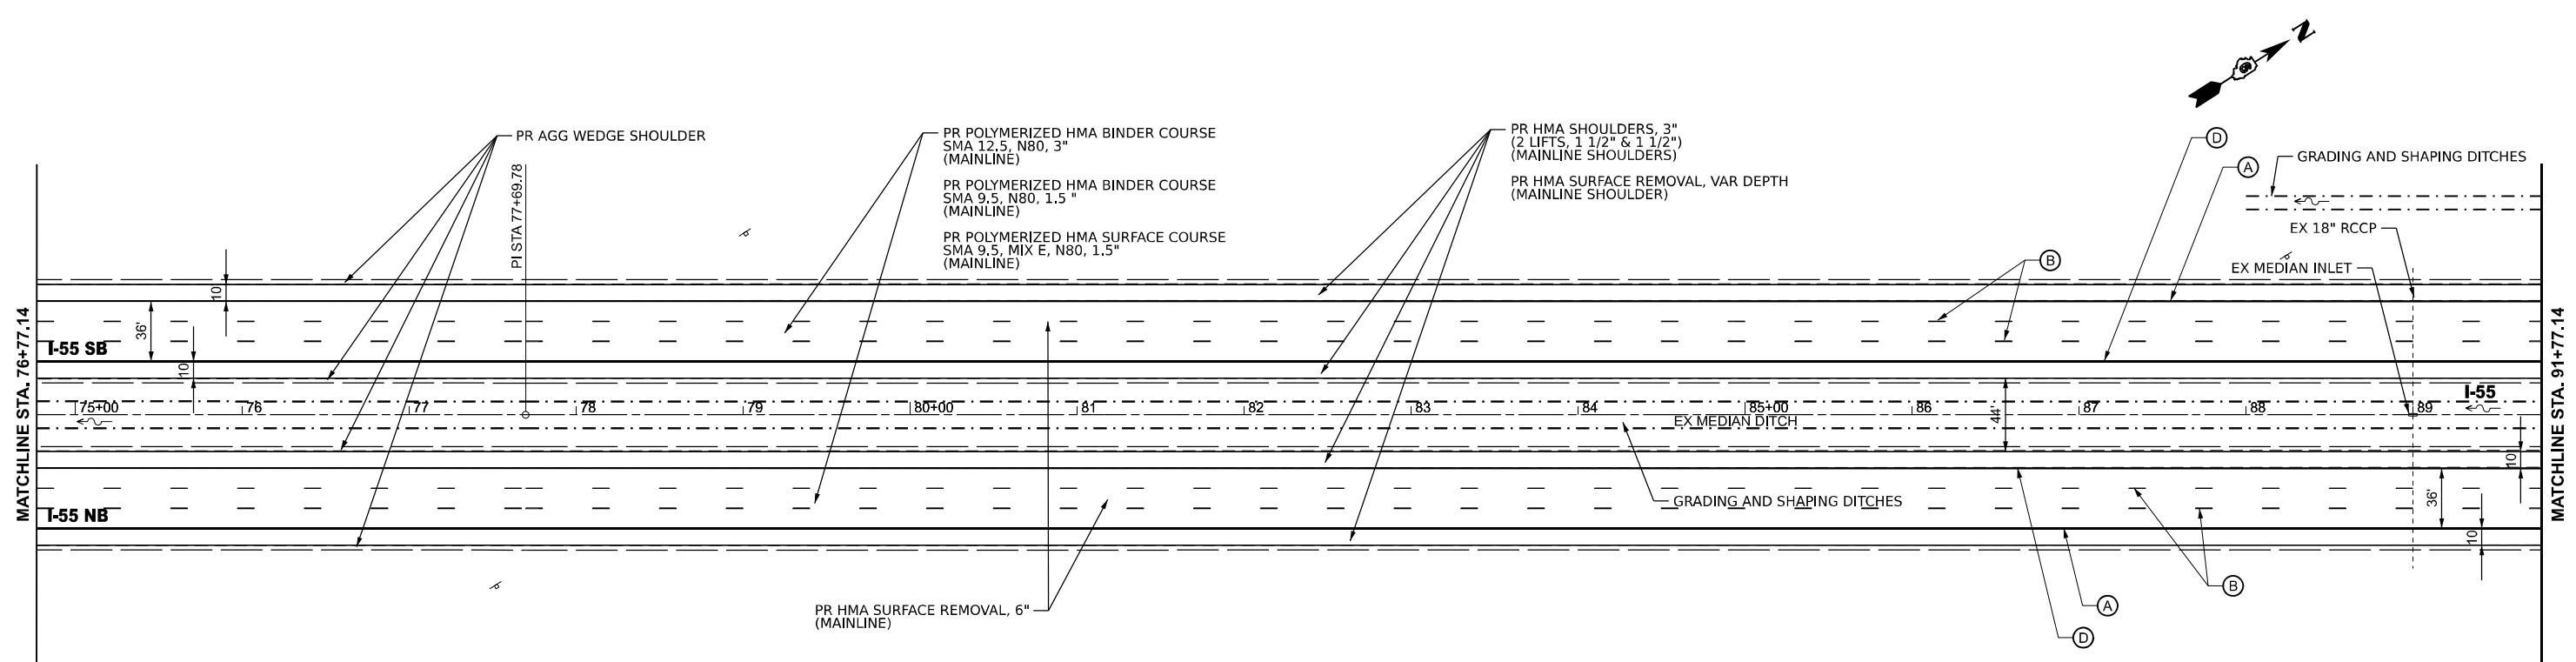 N
PR AGG WEDGE SHOULDER
PI STA 77+69.78
PR POLYMERIZED HMA BINDER COURSE
SMA 12.5, N80, 3"
(MAINLINE)
PR POLYMERIZED HMA BINDER COURSE
SMA 9.5, N80, 1.5 "
(MAINLINE)
PR POLYMERIZED HMA SURFACE COURSE
SMA 9.5, MIX E, N80, 1.5"
(MAINLINE)
PR HMA SHOULDERS, 3"
(2 LIFTS, 1 1/2" & 1 1/2")
(MAINLINE SHOULDERS)
PR HMA SURFACE REMOVAL, VAR DEPTH
(MAINLINE SHOULDER)
D
A
GRADING AND SHAPING DITCHES
EX 18" RCCP
EX MEDIAN INLET
B
10
36'
I-55 SB
10
MATCHLINE STA. 76+77.14
MATCHLINE STA. 91+77.14
I-55
75+00 76 77 78 79 80+00 81 82 83 84 85+00 86 87 88 89
44'
EX MEDIAN DITCH
10
36'
GRADING AND SHAPING DITCHES
I-55 NB
10
B
A
D
PR HMA SURFACE REMOVAL, 6"
(MAINLINE)